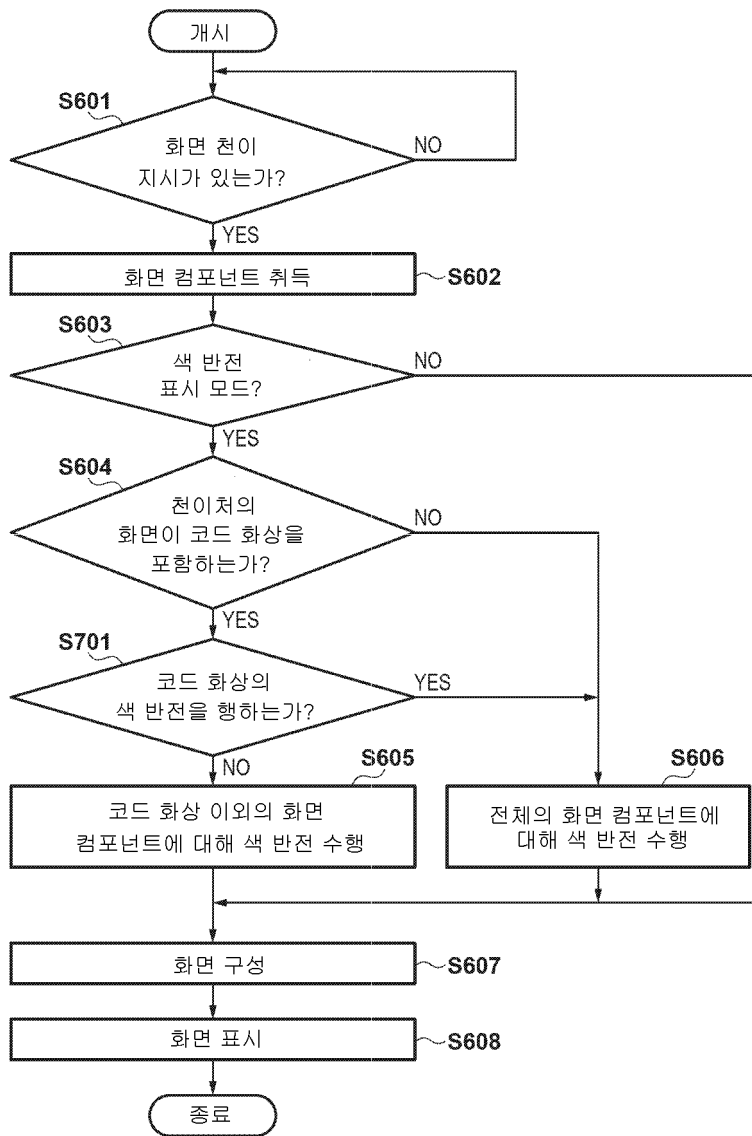 개시
S601
화면 천이
지시가 있는가?
NO
YES
화면 컴포넌트 취득
S602
S603
색 반전
표시 모드?
NO
YES
S604
천이처의
화면이 코드 화상을
포함하는가?
NO
YES
S701
코드 화상의
색 반전을 행하는가?
YES
NO
S605
코드 화상 이외의 화면
컴포넌트에 대해 색 반전 수행
S606
전체의 화면 컴포넌트에
대해 색 반전 수행
화면 구성
S607
화면 표시
S608
종료